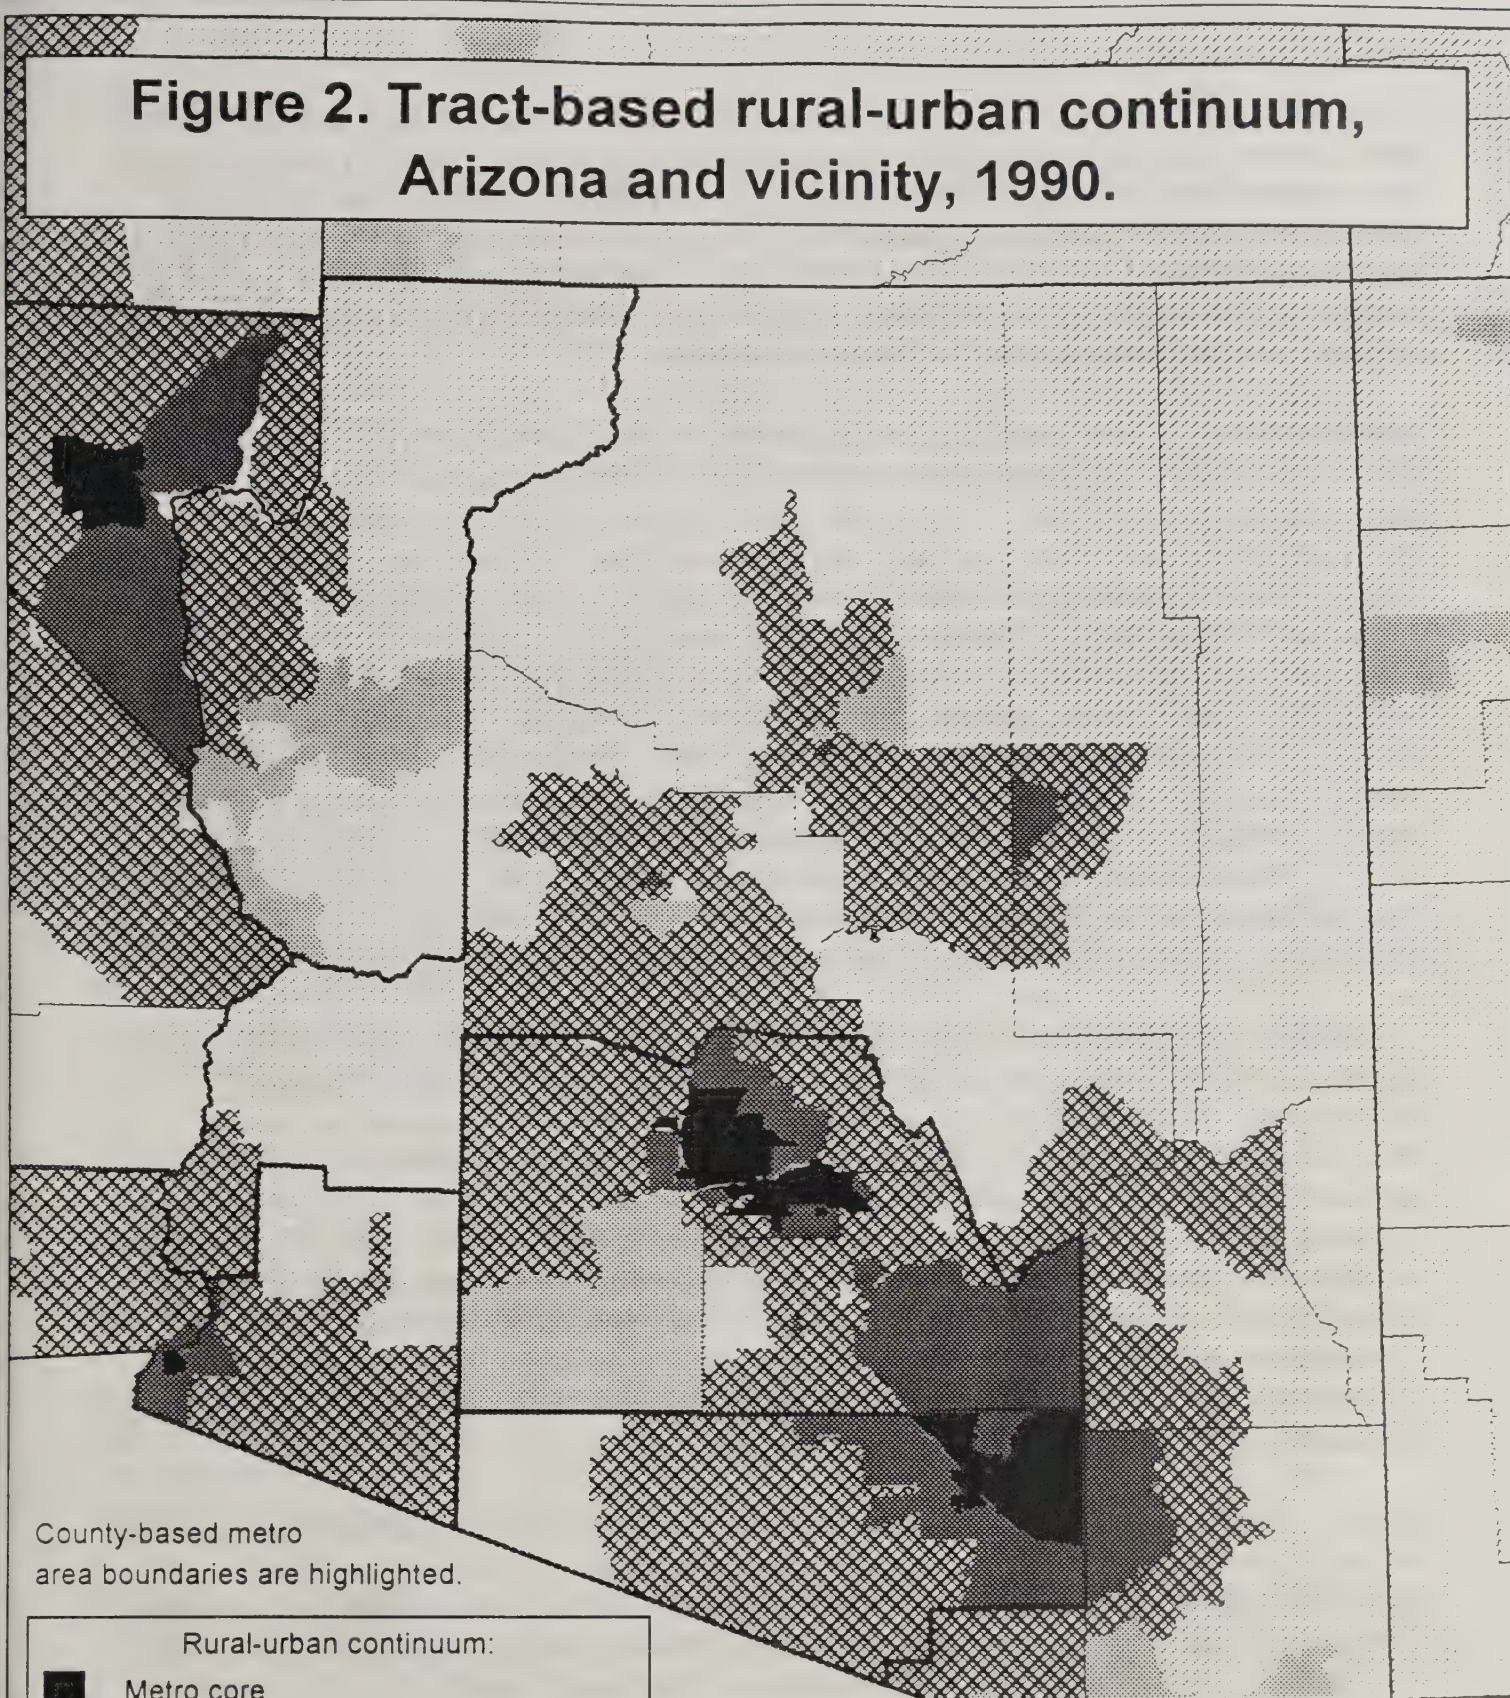 Figure 2. Tract-based rural-urban continuum,
Arizona and vicinity, 1990.
County-based metro
area boundaries are highlighted.
Rural-urban continuum:
Metro core